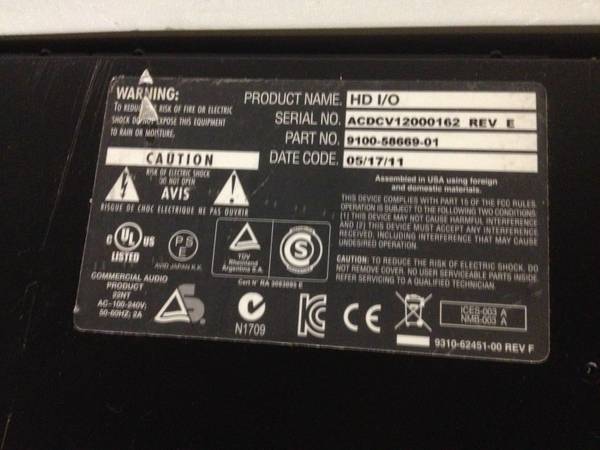 WARNING:
TO REDUCE RISK OF FIRE OR ELECTRIC
SHOCK DO NOT EXPOSE THIS EQUIPMENT
TO RAIN OR MOISTURE.
CAUTION
RISK OF ELECTRIC SHOCK
DO NOT OPEN
AVIS
RISQUE DE CHOC ELECTRIQUE NE PAS OUVRIR
PRODUCT NAME. HD I/O
SERIAL NO. ACDCV12000162 REV E
PART NO. 9100-58669-01
DATE CODE. 05/17/11
Assembled in USA using foreign
and domestic materials.
THIS DEVICE COMPLIES WITH PART 15 OF THE FCC RULES
OPERATION IS SUBJECT TO THE FOLLOWING TWO CONDITIONS
(1) THIS DEVICE MAY NOT CAUSE HARMFUL INTERFERENCE
AND (2) THIS DEVICE MUST ACCEPT ANY INTERFERENCE
RECEIVED, INCLUDING INTERFERENCE THAT MAY CAUSE
UNDESIRED OPERATION.
CAUTION: TO REDUCE THE RISK OF ELECTRIC SHOCK. DO
NOT REMOVE COVER. NO USER SERVICEABLE PARTS INSIDE.
REFER SERVICING TO A QUALIFIED TECHNICIAN.
c UL US
LISTED
PS E
AVID JAPAN K.K.
TÜV
Rheinland
Argentina S.A.
S
COMMERCIAL AUDIO
PRODUCT
22NT
AC~100-240V;
50-60HZ; 2A
N1709
CE
ICES-003 A
NMB-003 A
9310-62451-00 REV F